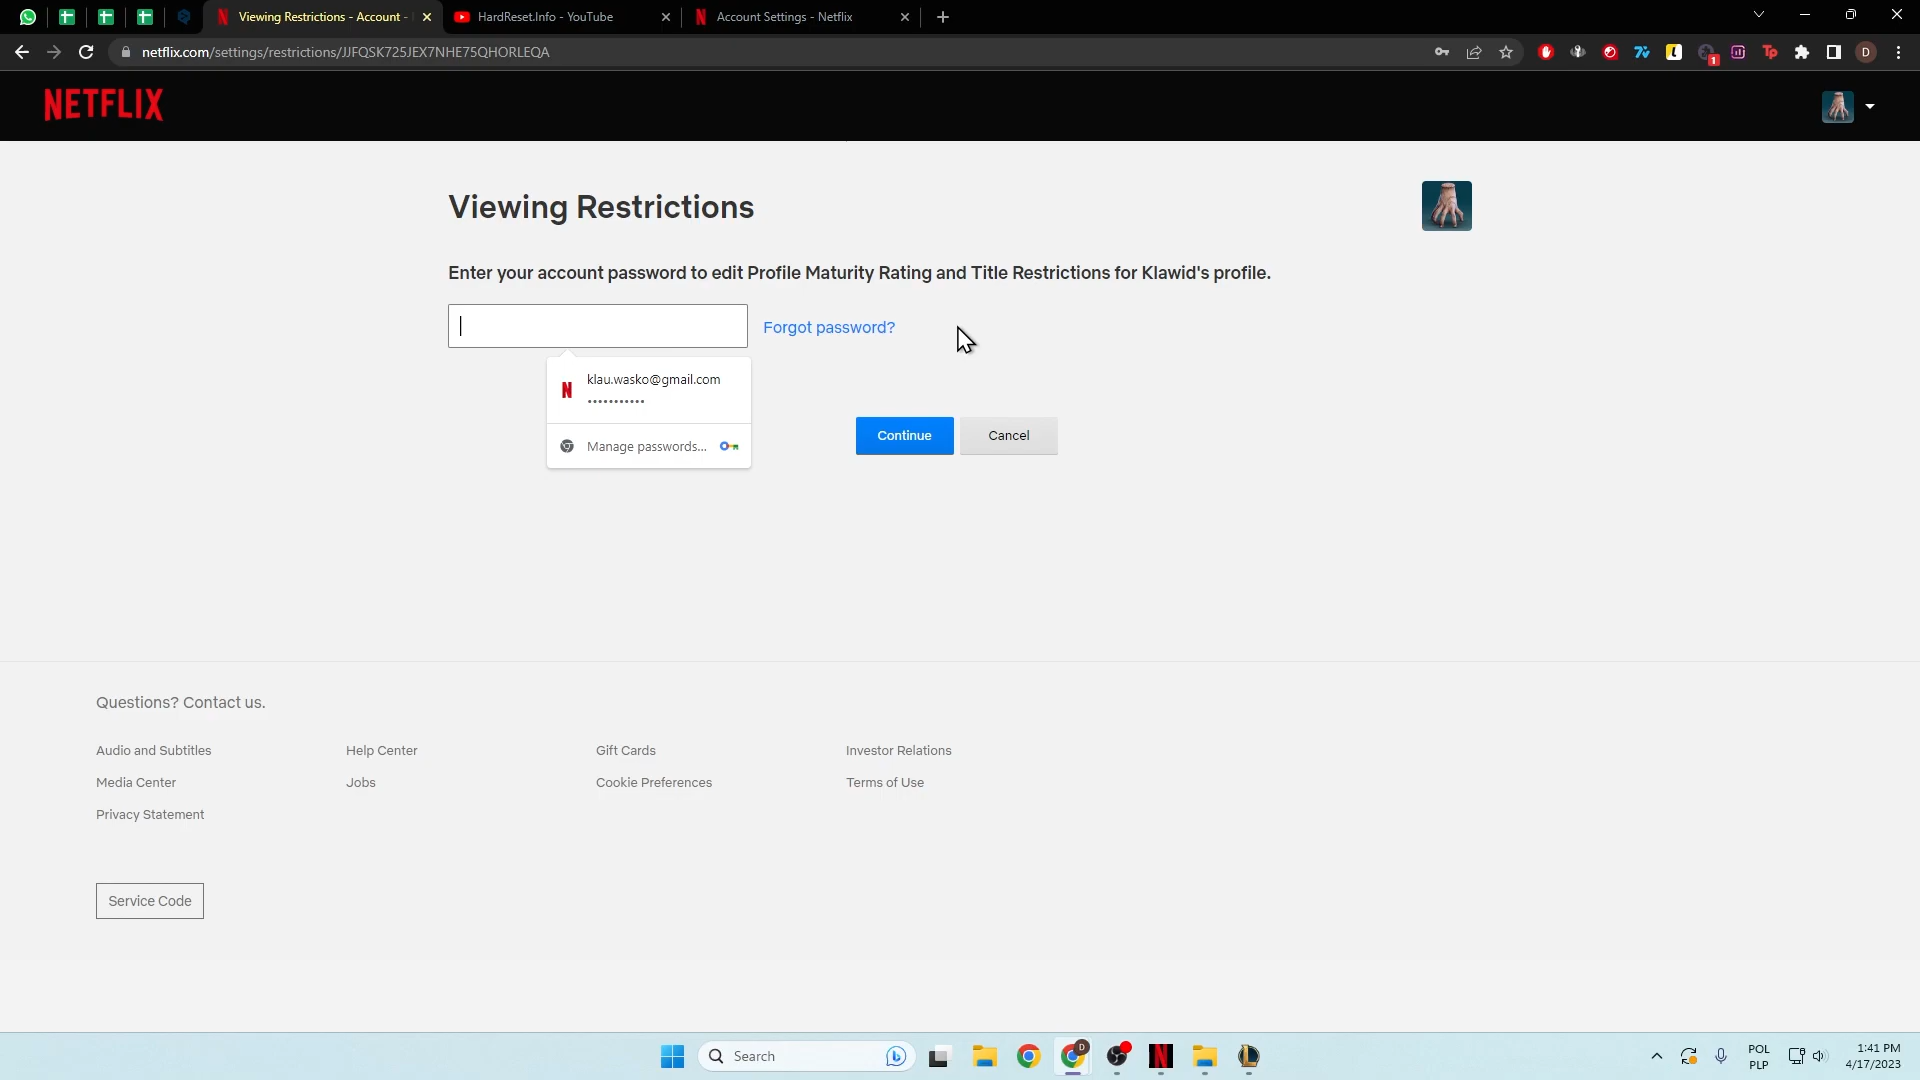 Viewing Restrictions - Account -
HardReset.Info - YouTube
Account Settings - Netflix
netflix.com/settings/restrictions/JJFQSK725JEX7NHE75QHORLEQA
1
Tp
D
NETFLIX
Viewing Restrictions
Enter your account password to edit Profile Maturity Rating and Title Restrictions for Klawid's profile.
Forgot password?
klau.wasko@gmail.com
•••••••••••
Manage passwords...
Continue
Cancel
Questions? Contact us.
Audio and Subtitles
Help Center
Gift Cards
Investor Relations
Media Center
Jobs
Cookie Preferences
Terms of Use
Privacy Statement
Service Code
Search
D
POL
PLP
1:41 PM
4/17/2023